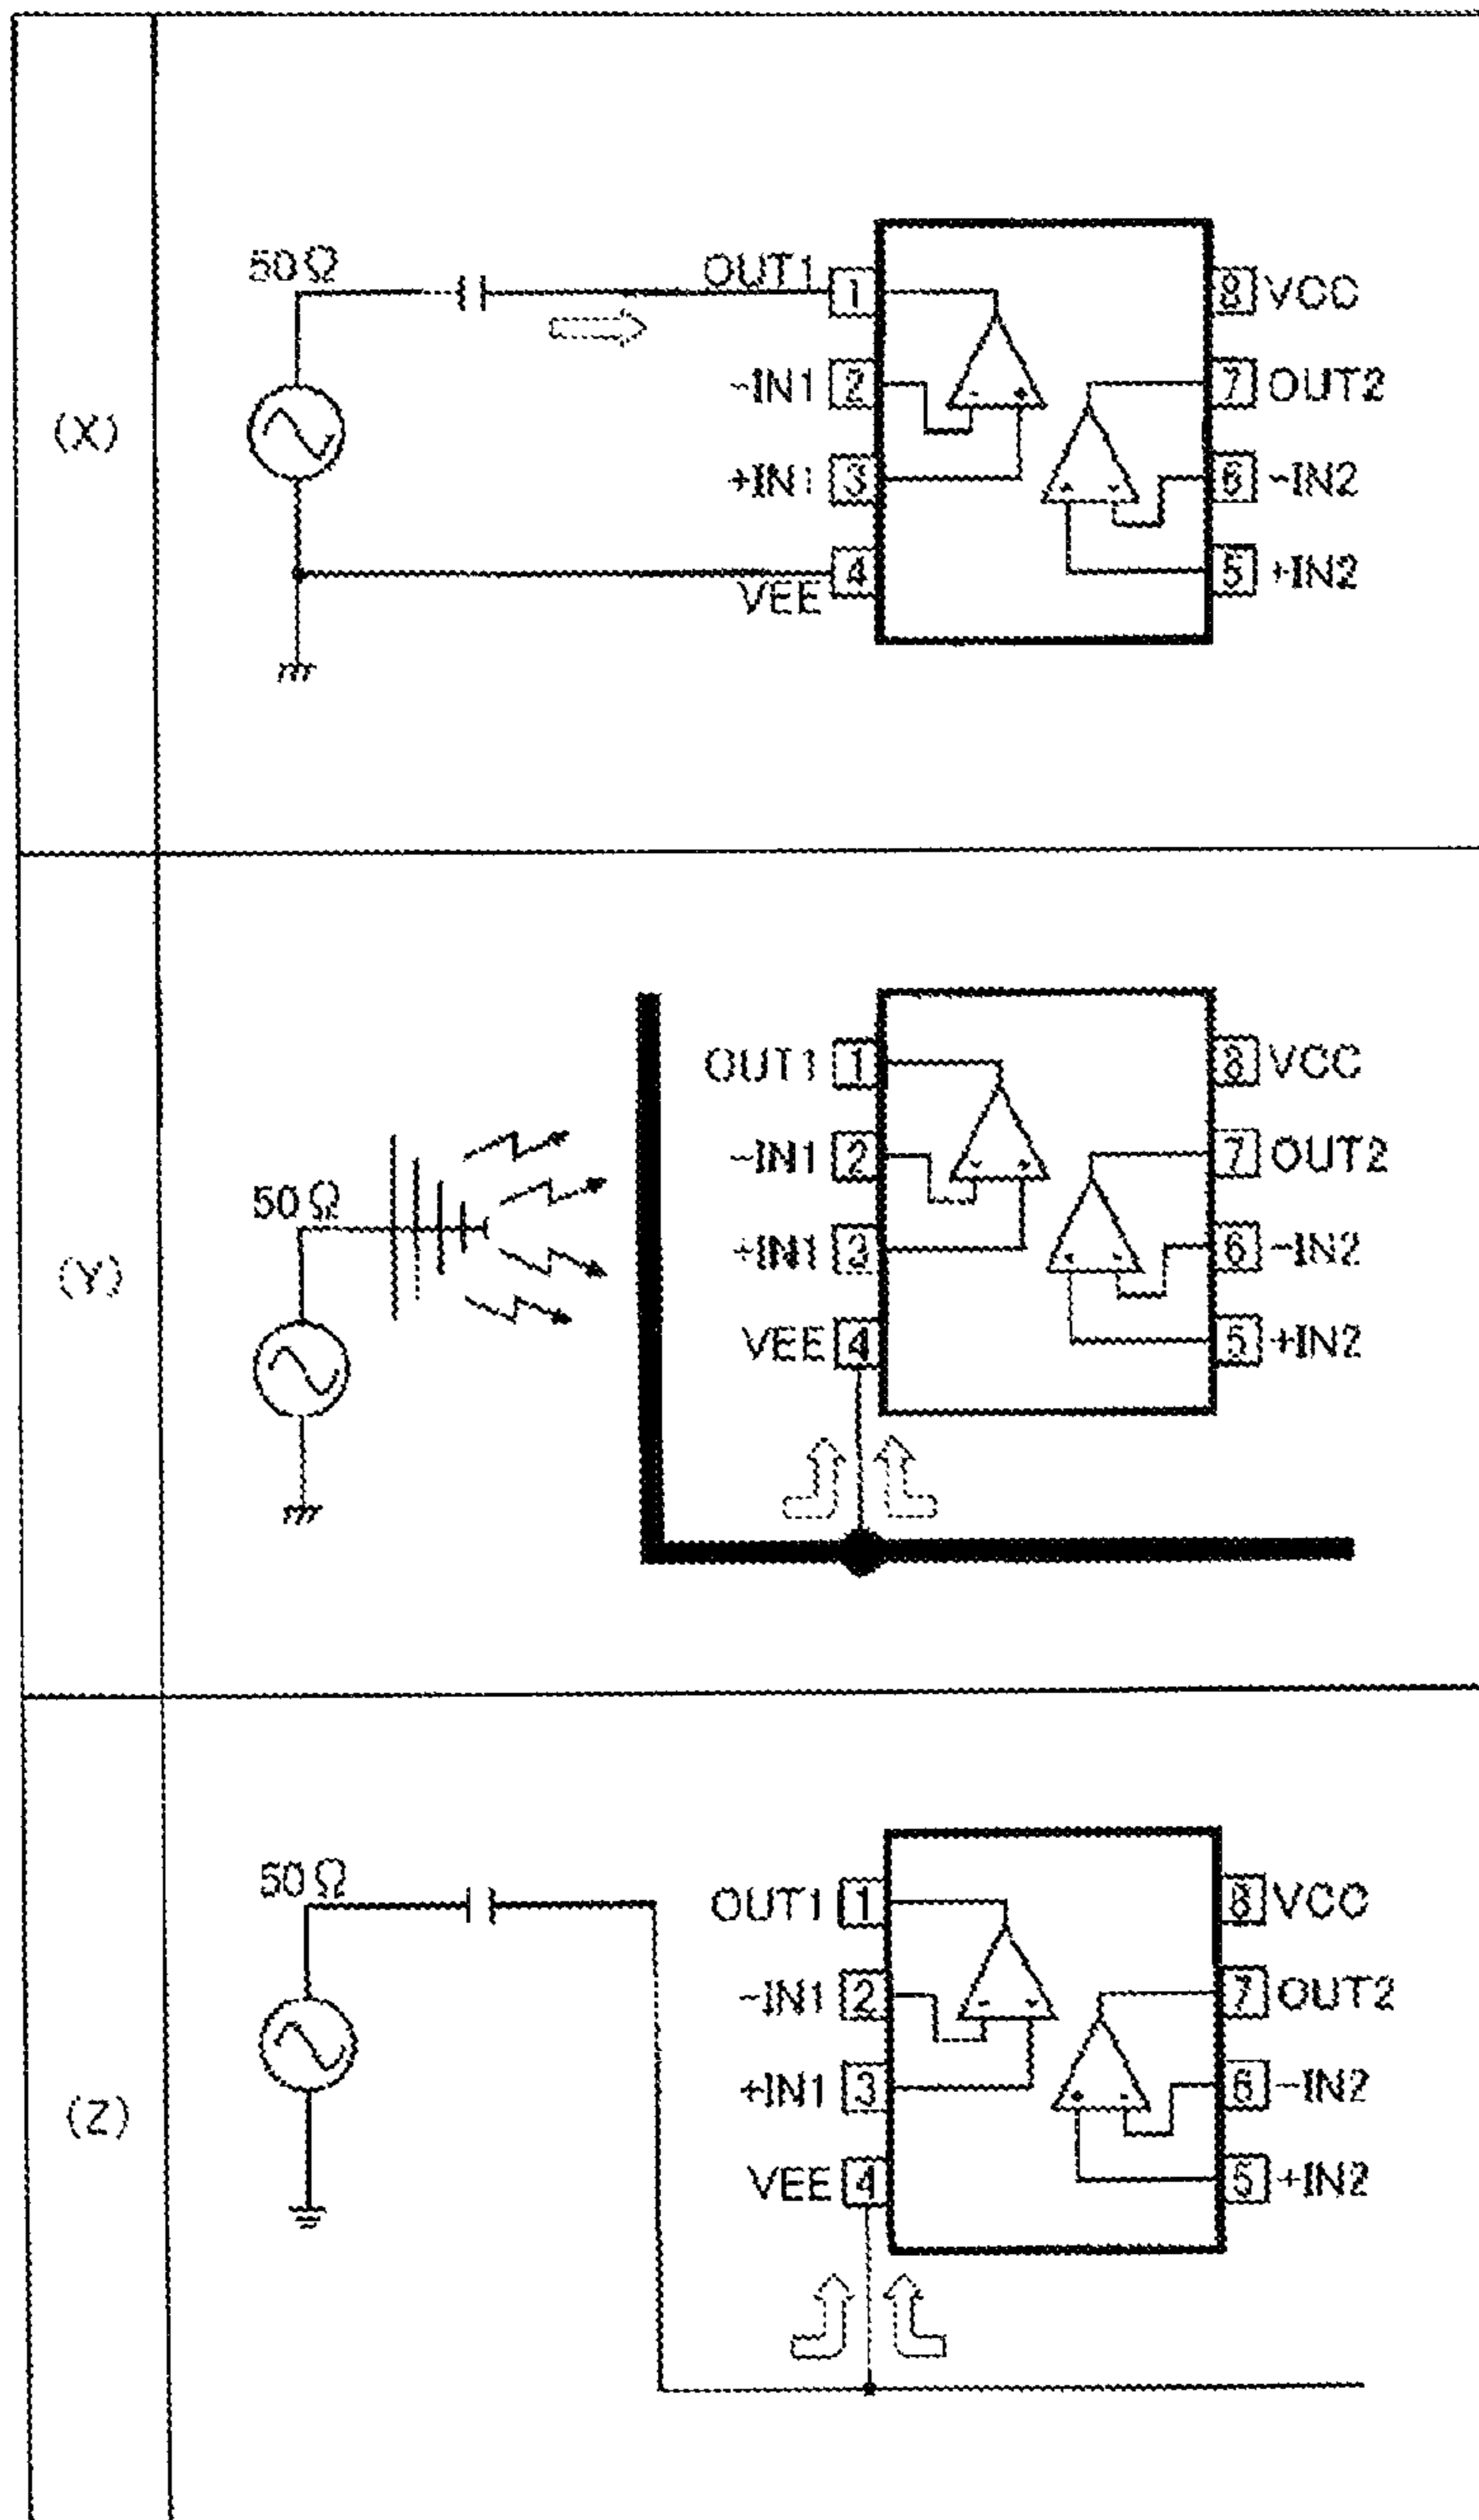 (X)
50Ω
OUT1 1 8 VCC
-IN1 2 7 OUT2
+IN1 3 6 -IN2
VEE 4 5 +IN2
(Y)
50Ω
OUT1 1 8 VCC
-IN1 2 7 OUT2
+IN1 3 6 -IN2
VEE 4 5 +IN2
(Z)
50Ω
OUT1 1 8 VCC
-IN1 2 7 OUT2
+IN1 3 6 -IN2
VEE 4 5 +IN2